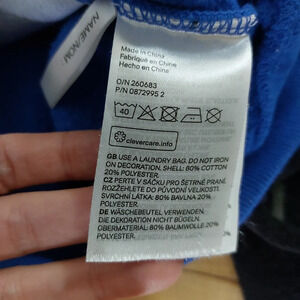 NAME/NOM
Made in China
Fabriqué en Chine
Hecho en China
O/N 260683
P/N 0872995 2
40
clevercare.info
GB USE A LAUNDRY BAG. DO NOT IRON
ON DECORATION. SHELL: 80% COTTON
20% POLYESTER.
CZ PERTE V SÁČKU PRO ŠETRNÉ PRANÍ.
ROZŽEHLETE DO PŮVODNÍHO TVARU.
SVRCHNÍ LÁTKA: 80% BAVLNA 20%
POLYESTER.
DE WÄSCHEBEUTEL VERWENDEN.
DIE DEKORATION NICHT BÜGELN.
OBERMATERIAL: 80% BAUMWOLLE 20%
POLYESTER.